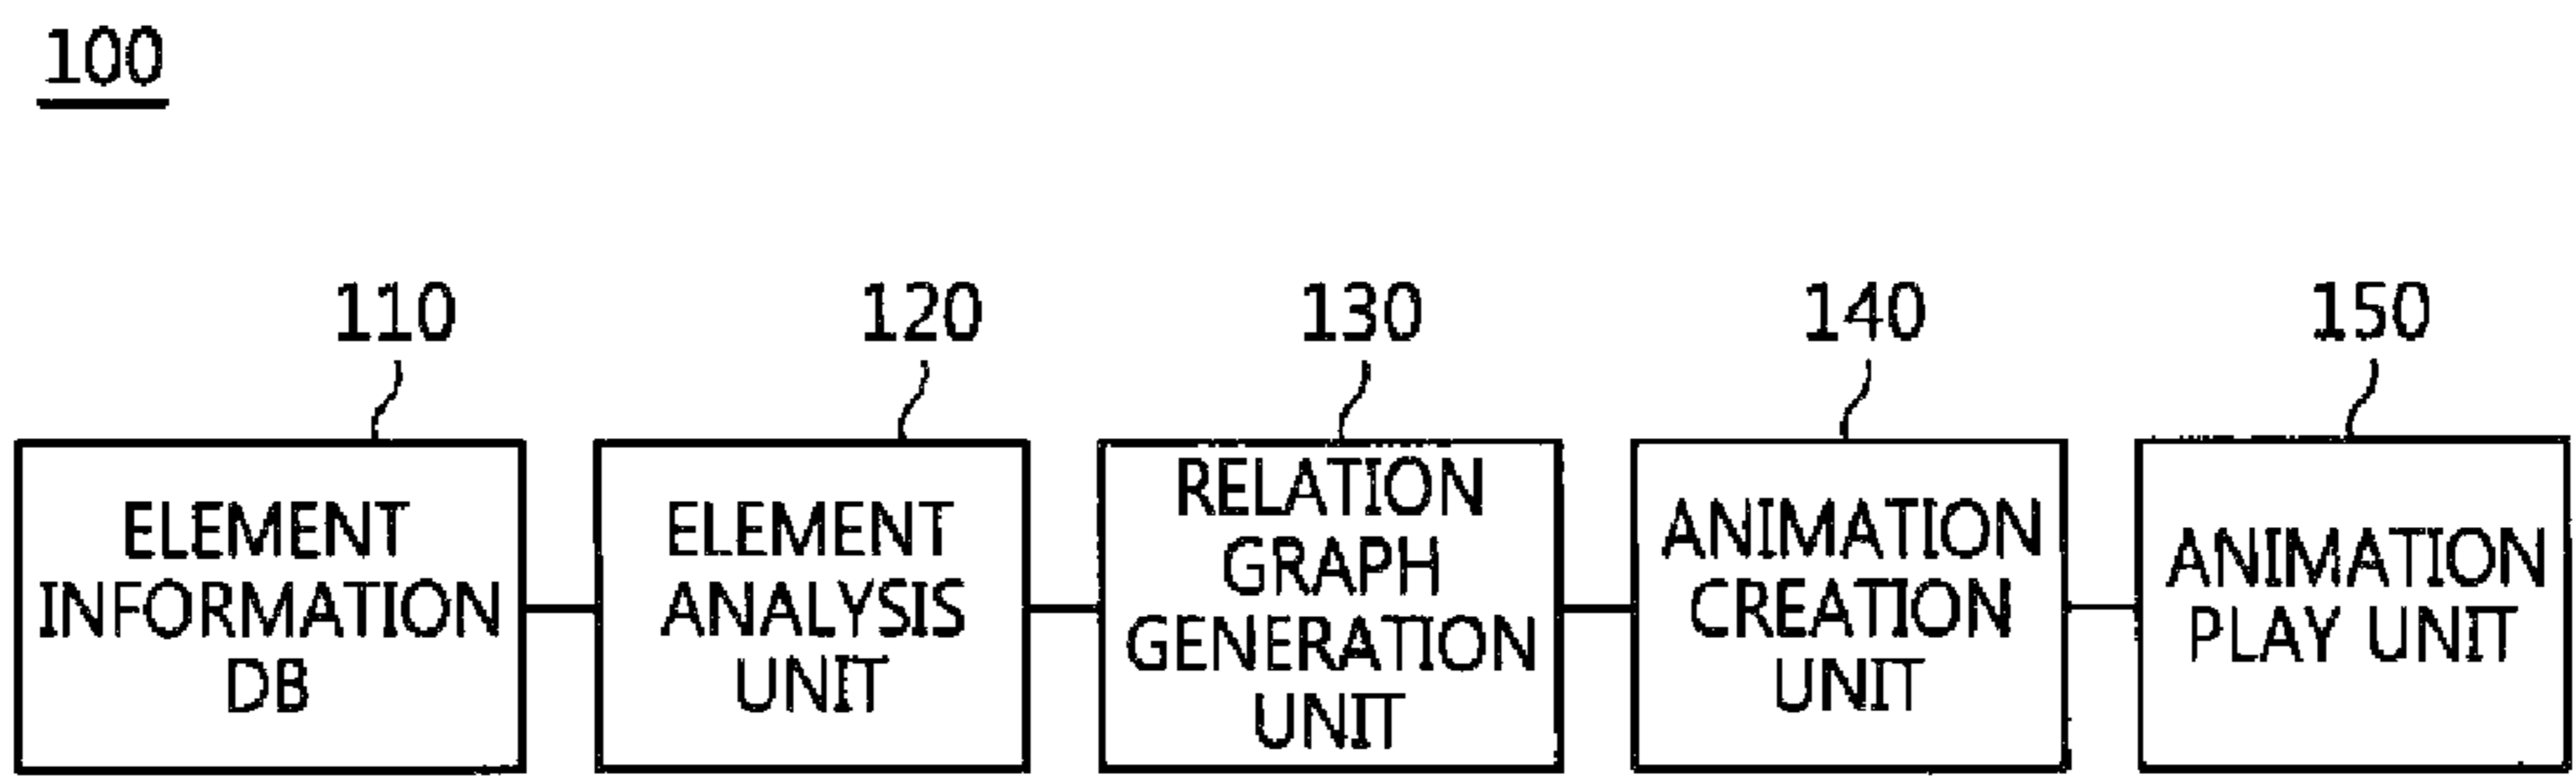 100
110
120
130
140
150
ELEMENT
INFORMATION
DB
ELEMENT
ANALYSIS
UNIT
RELATION
GRAPH
GENERATION
UNIT
ANIMATION
CREATION
UNIT
ANIMATION
PLAY UNIT